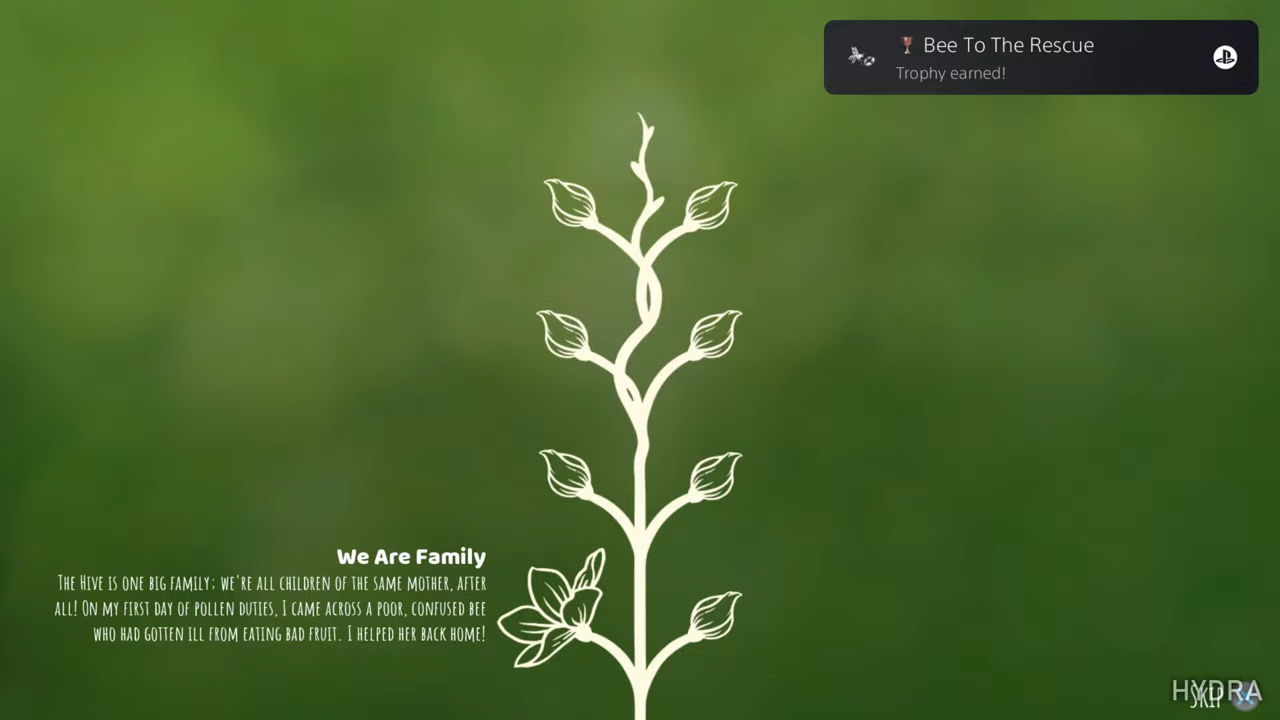 Bee To The Rescue
Trophy earned!
We Are Family
THE HIVE IS ONE BIG FAMILY; WE'RE ALL CHILDREN OF THE SAME MOTHER, AFTER
ALL! ON MY FIRST DAY OF POLLEN DUTIES, I CAME ACROSS A POOR, CONFUSED BEE
WHO HAD GOTTEN ILL FROM EATING BAD FRUIT. I HELPED HER BACK HOME!
HYDRA
SKIP